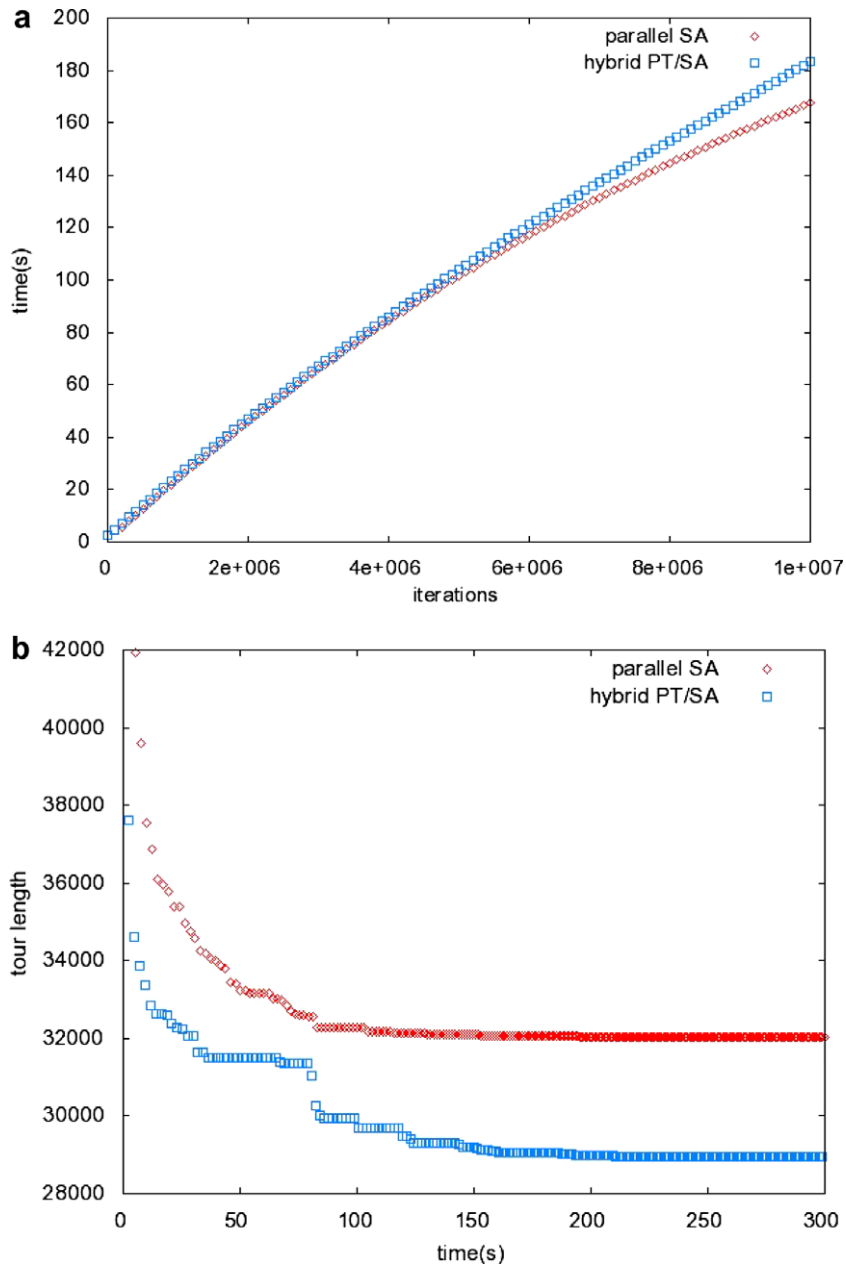 a
parallel SA
hybrid PT/SA
200
180
160
140
120
100
80
60
40
20
0
time(s)
0 2e+006 4e+006 6e+006 8e+006 1e+007
iterations
b
parallel SA
hybrid PT/SA
42000
40000
38000
36000
34000
32000
30000
28000
tour length
0 50 100 150 200 250 300
time(s)